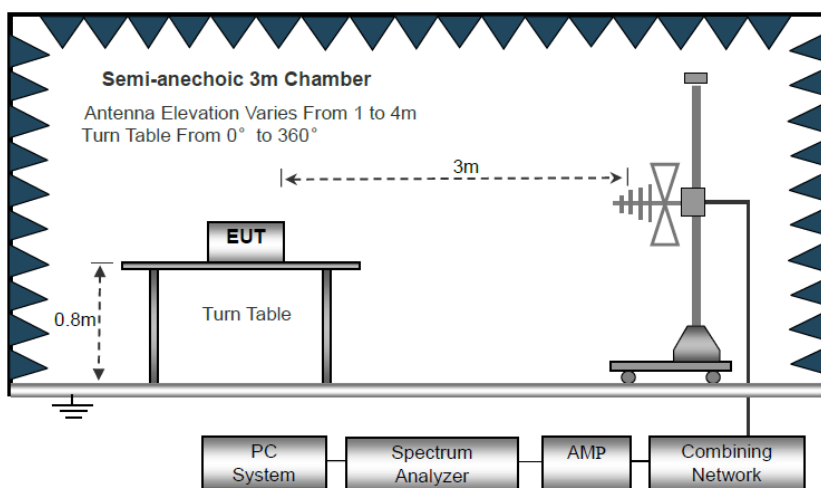 Semi-anechoic 3m Chamber
Antenna Elevation Varies From 1 to 4m
Turn Table From 0° to 360°
3m
EUT
0.8m
Turn Table
PC
System
Spectrum
Analyzer
AMP
Combining
Network